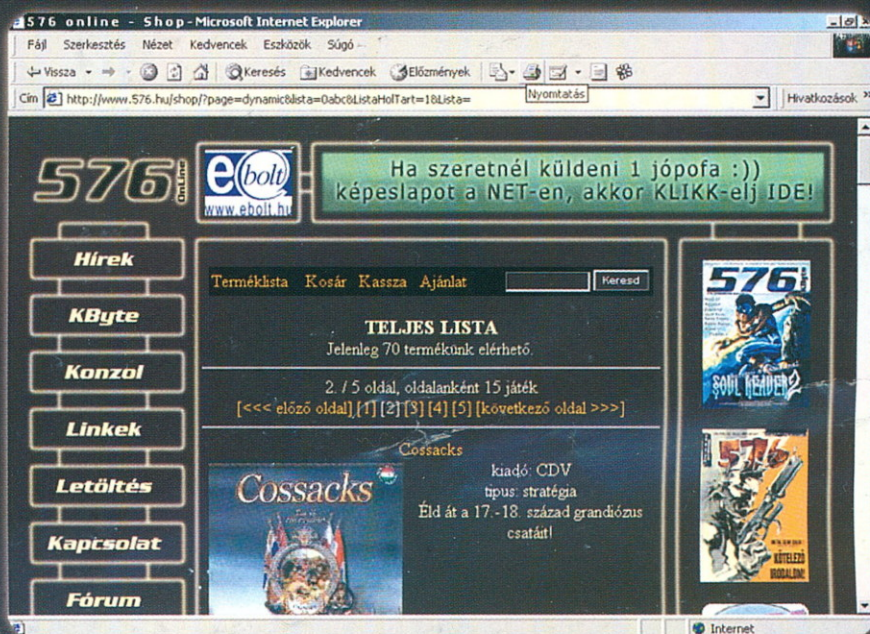 576 online - Shop - Microsoft Internet Explorer
Fájl Szerkesztés Nézet Kedvencek Eszközök Súgó
Vissza Keresés Kedvencek Előzmények
Cím http://www.576.hu/shop/?page=dynamic&lista=0abc&ListaHolTart=1&Lista= Hivatkozások
Nyomtatás
576 OnLine
e bolt
www.ebolt.hu
Ha szeretnél küldeni 1 jópofa :))
képeslapot a NET-en, akkor KLIKK-elj IDE!
Hírek
KByte
Konzol
Linkek
Letöltés
Kapcsolat
Fórum
Terméklista Kosár Kassza Ajánlat Keresd
TELJES LISTA
Jelenleg 70 termékünk elérhető.
2. / 5 oldal, oldalanként 15 játék
[<<< előző oldal] [1] [2] [3] [4] [5] [következő oldal >>>]
Cossacks
Cossacks
kiadó: CDV
tipus: stratégia
Éld át a 17.-18. század grandiózus
csatáit!
576
SOUL REAVER 2
576
KÖTELEZŐ
IRODALOM!
Internet